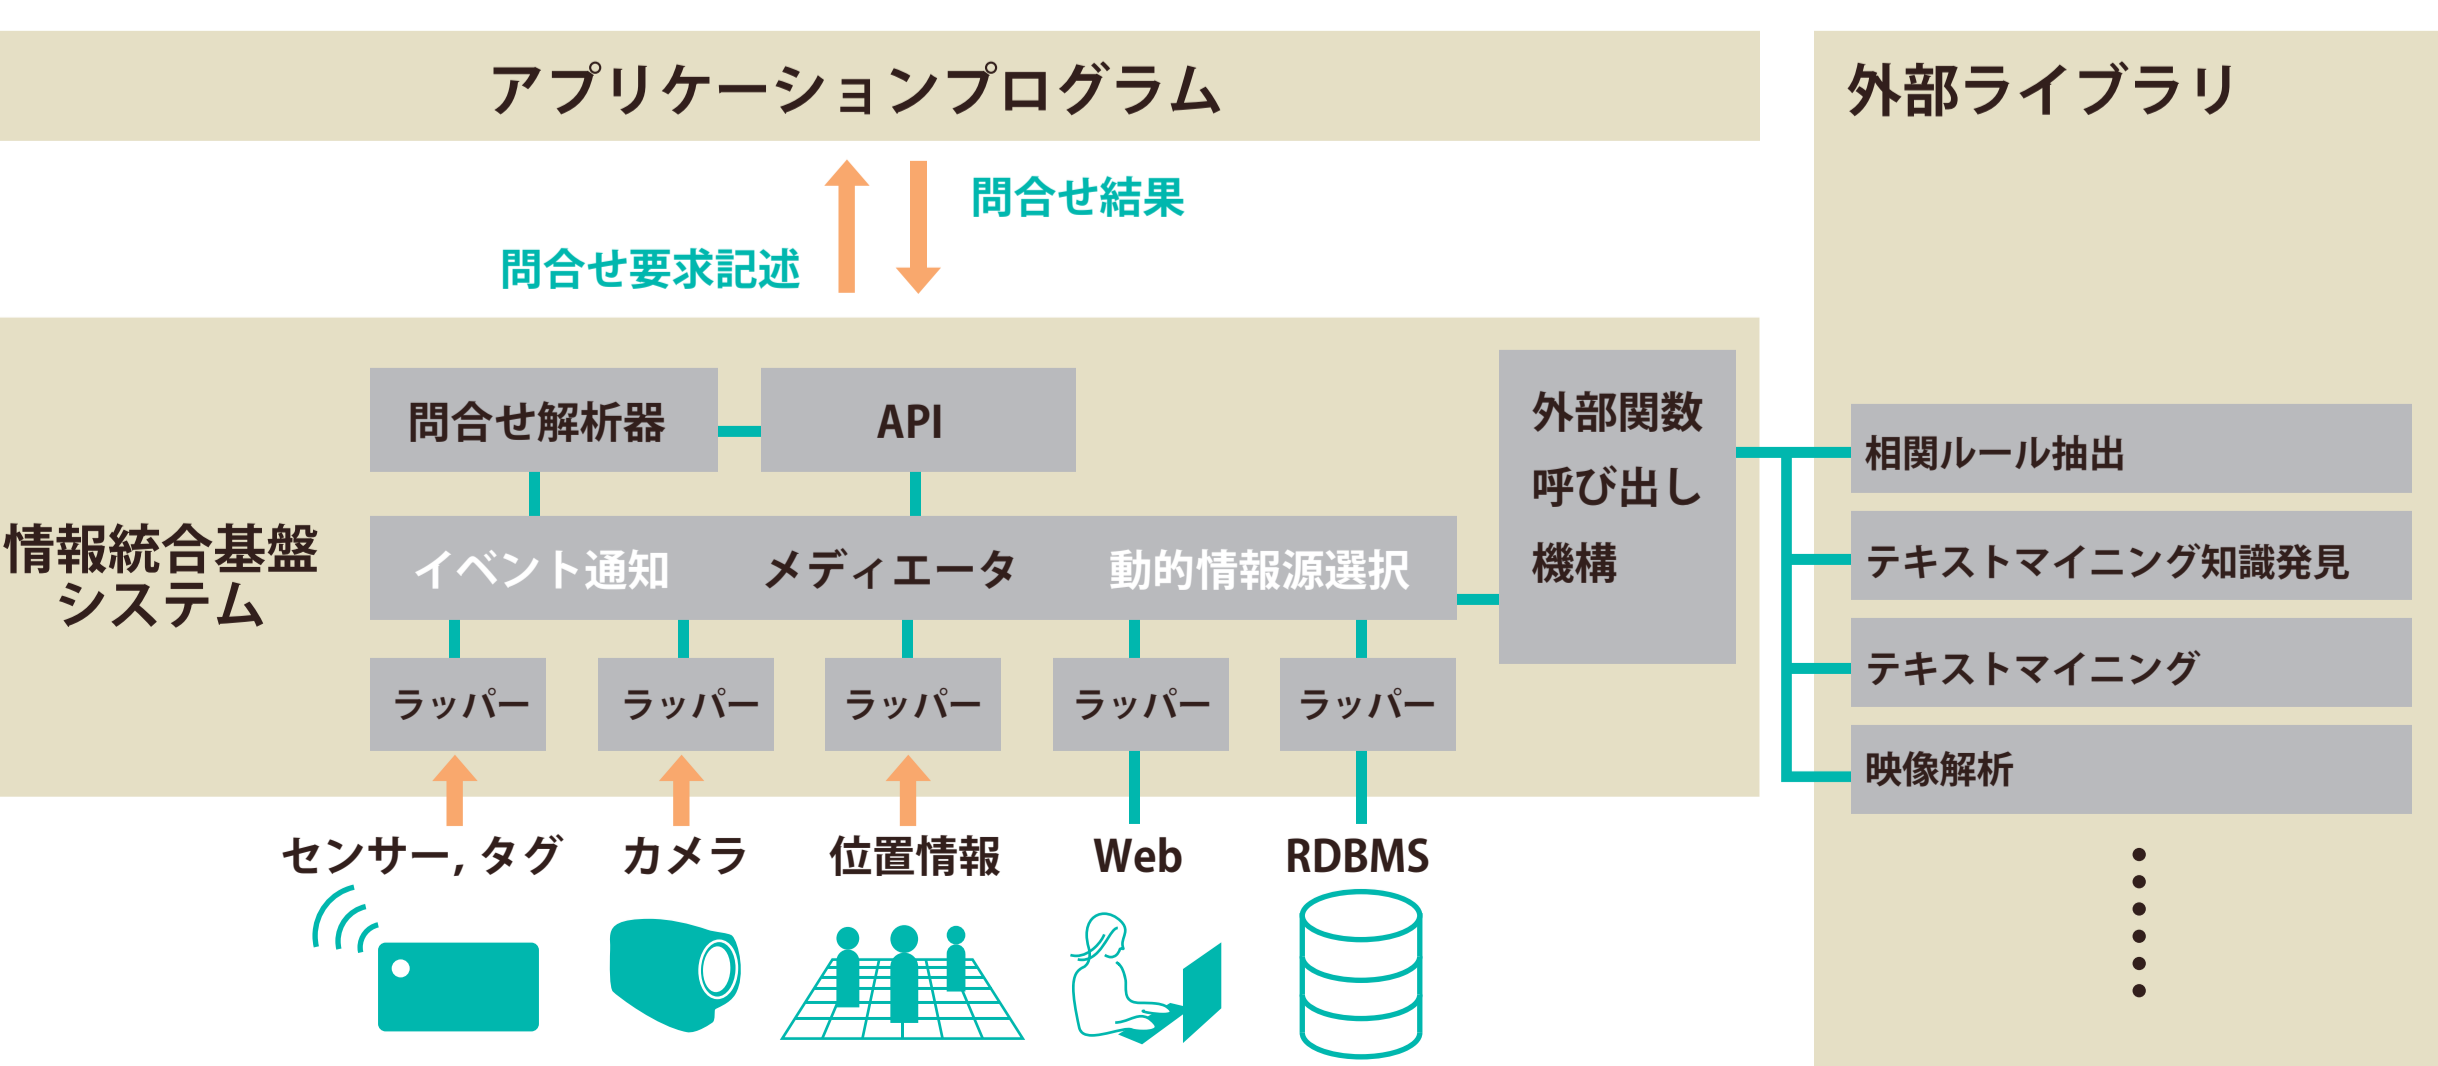 アプリケーションプログラム
外部ライブラリ
問合せ結果
問合せ要求記述
情報統合基盤
システム
問合せ解析器
API
外部関数
呼び出し
機構
イベント通知
メディエータ
動的情報源選択
ラッパー
ラッパー
ラッパー
ラッパー
ラッパー
センサー, タグ
カメラ
位置情報
Web
RDBMS
相関ルール抽出
テキストマイニング知識発見
テキストマイニング
映像解析